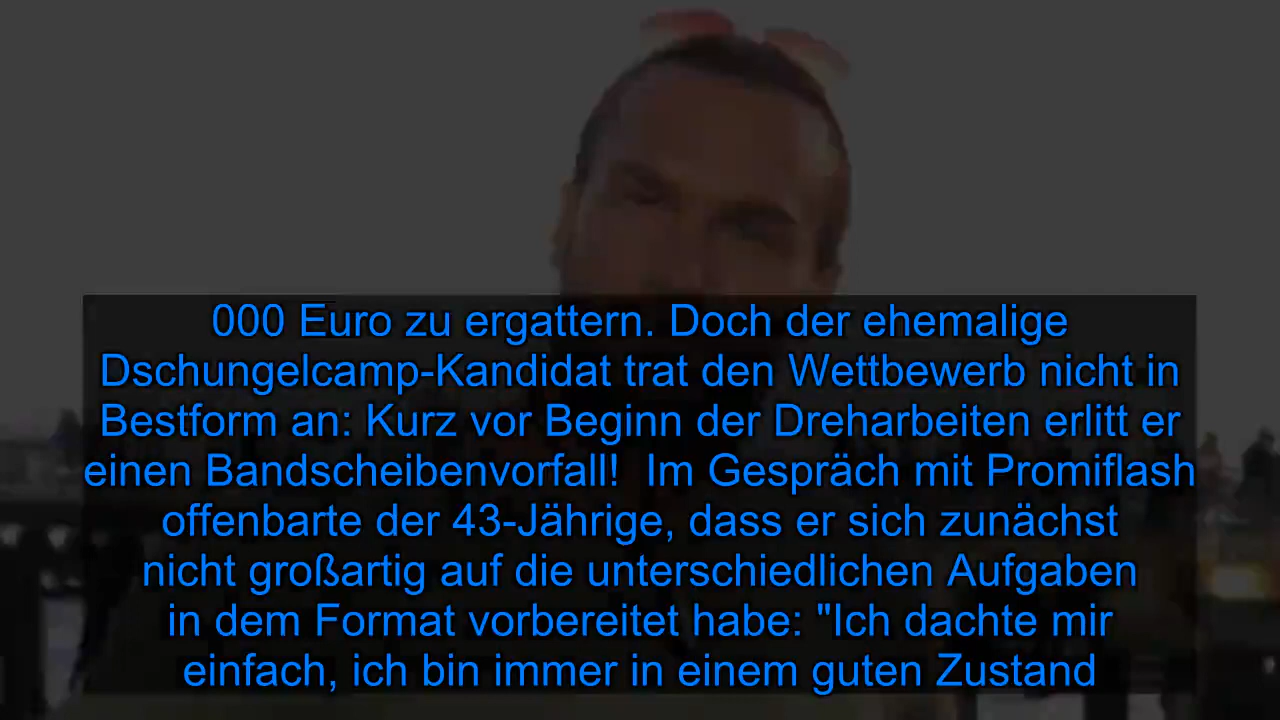 000 Euro zu ergattern. Doch der ehemalige
Dschungelcamp-Kandidat trat den Wettbewerb nicht in
Bestform an: Kurz vor Beginn der Dreharbeiten erlitt er
einen Bandscheibenvorfall!  Im Gespräch mit Promiflash
offenbarte der 43-Jährige, dass er sich zunächst
nicht großartig auf die unterschiedlichen Aufgaben
in dem Format vorbereitet habe: "Ich dachte mir
einfach, ich bin immer in einem guten Zustand